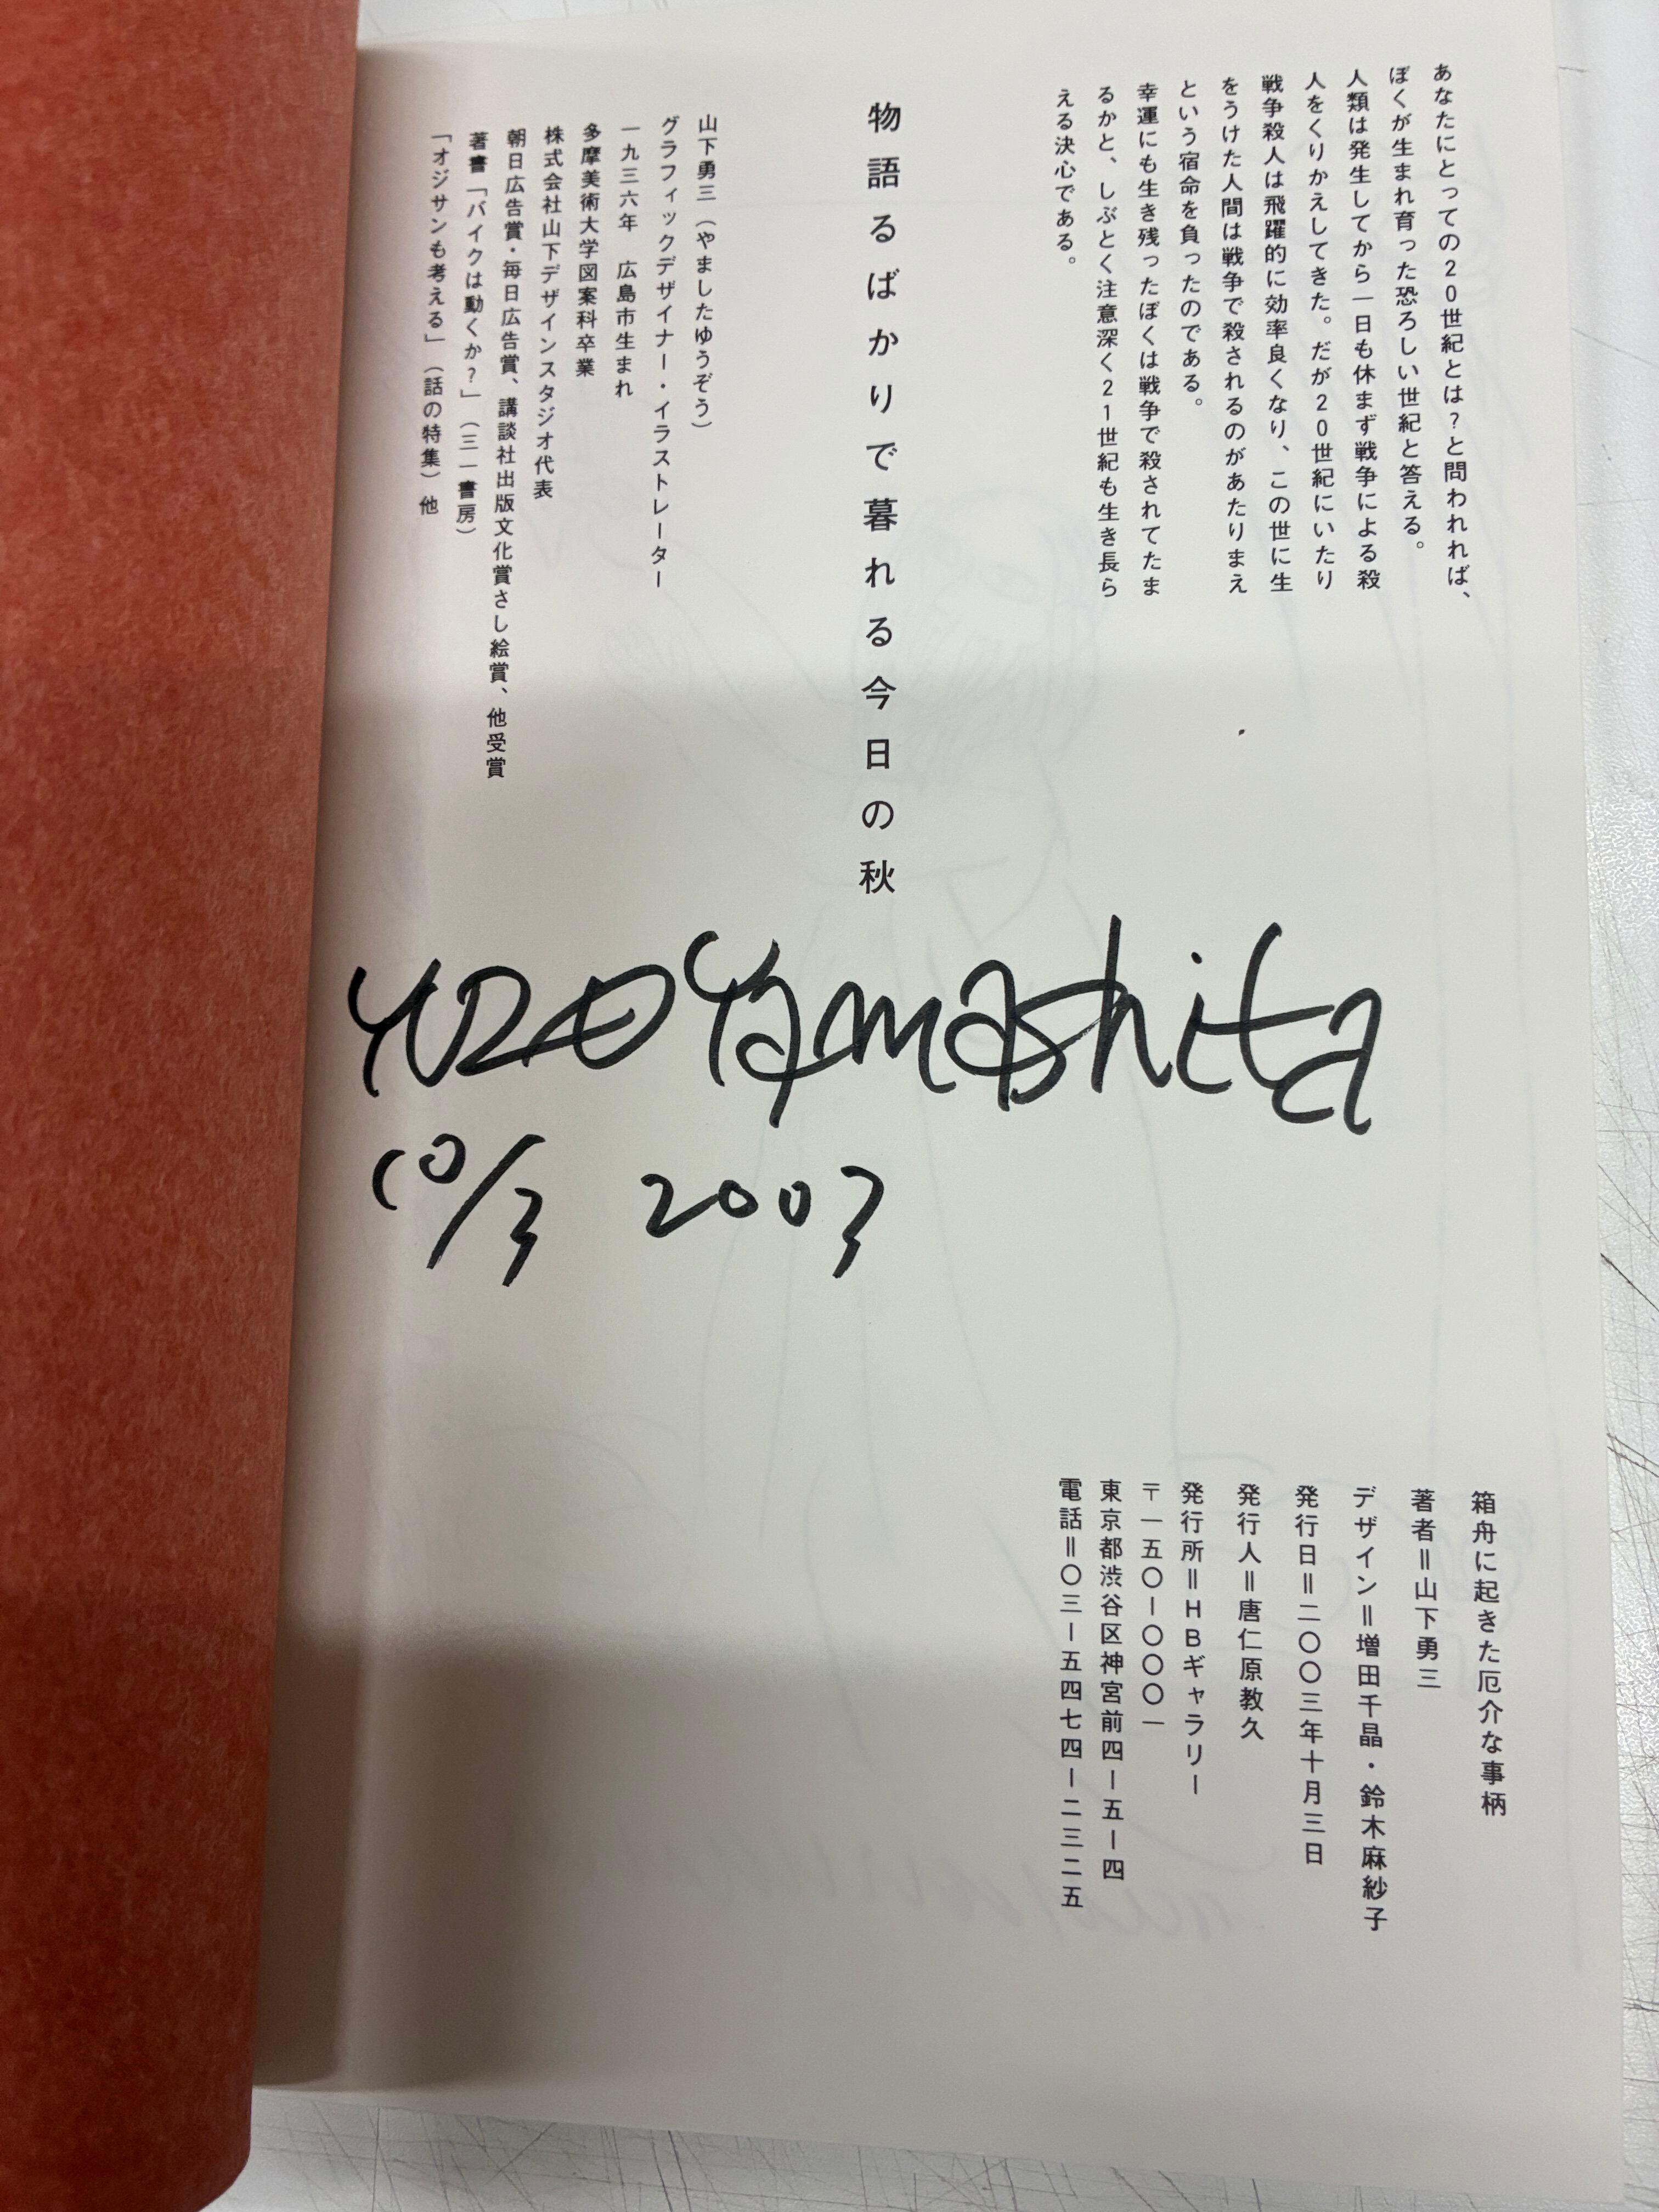 あなたにとっての20世紀とは?と問われれば、
ぼくが生まれ育った恐ろしい世紀と答える。
人類は発生してから一日も休まず戦争による殺
人をくりかえしてきた。だが20世紀にいたり
戦争殺人は飛躍的に効率良くなり、この世に生
をうけた人間は戦争で殺されるのがあたりまえ
という宿命を負ったのである。
幸運にも生き残ったぼくは戦争で殺されてたま
るかと、しぶとく注意深く21世紀も生き長ら
える決心である。
物語るばかりで暮れる今日の秋
山下勇三(やましたゆうぞう)
グラフィックデザイナー・イラストレーター
一九三六年 広島市生まれ
多摩美術大学図案科卒業
株式会社山下デザインスタジオ代表
朝日広告賞・毎日広告賞、講談社出版文化賞さし絵賞、他受賞
著書「バイクは動くか?」(三一書房)
「オジサンも考える」(話の特集)他
YUZO Yamashita
10/3 2003
箱舟に起きた厄介な事柄
著者=山下勇三
デザイン=増田千晶・鈴木麻紗子
発行日=二〇〇三年十月三日
発行人=唐仁原教久
発行所=HBギャラリー
〒一五〇-〇〇〇一
東京都渋谷区神宮前四-五-四
電話=〇三-五四七四-二三二五